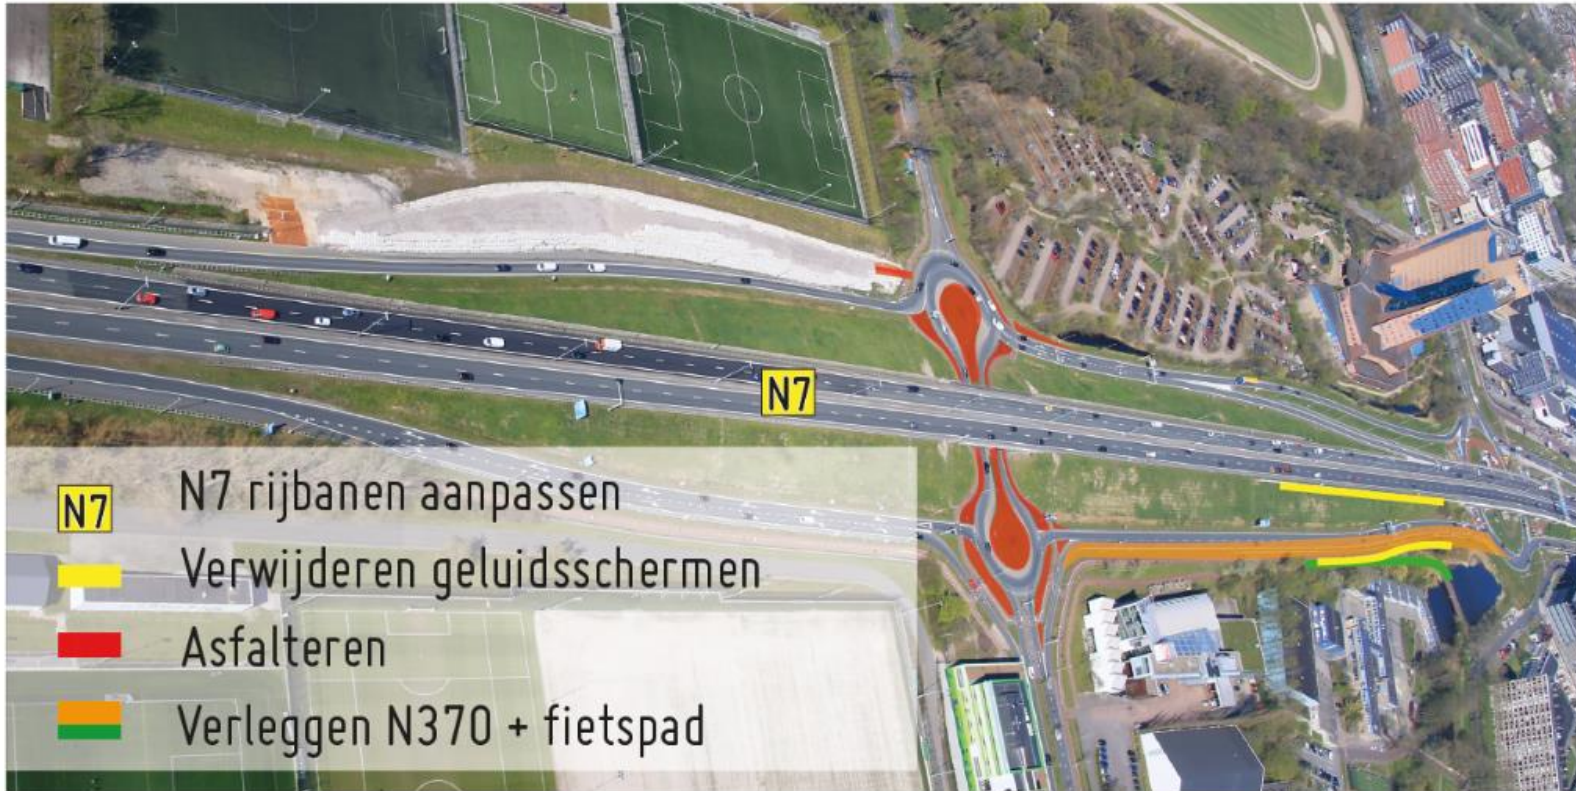 N7
N7 N7 rijbanen aanpassen
Verwijderen geluidsschermen
Asfalteren
Verleggen N370 + fietspad